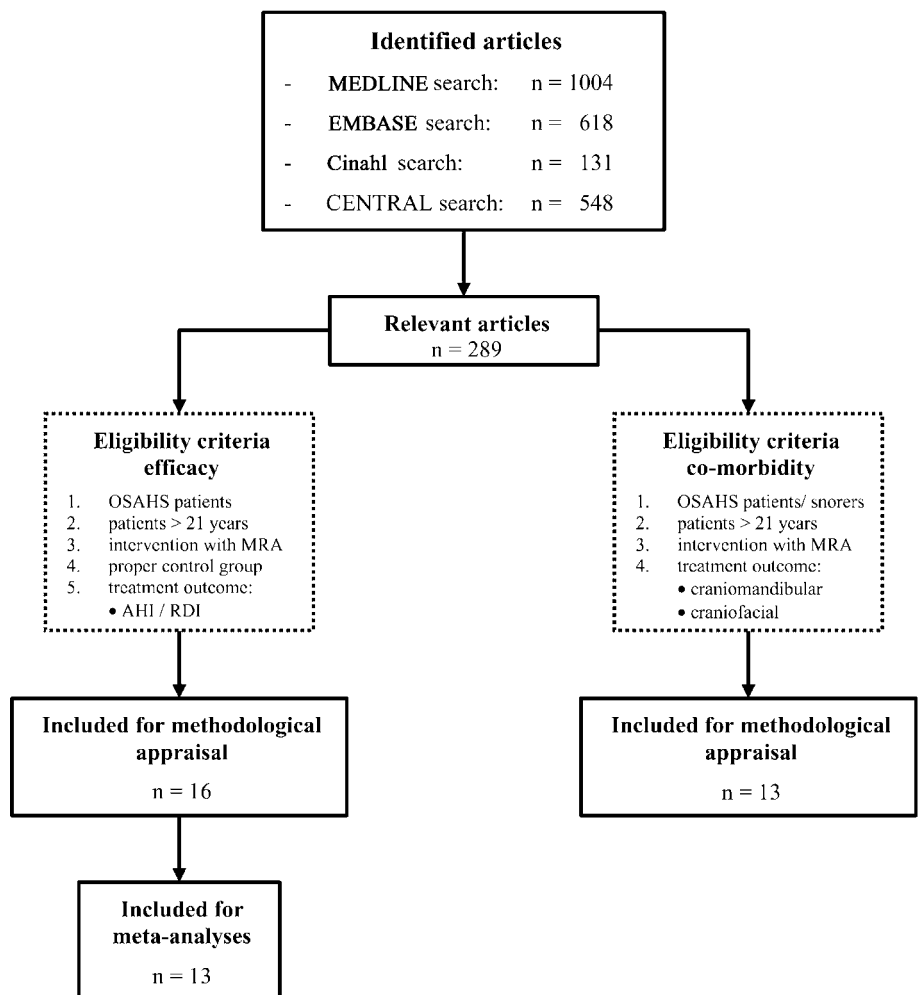 Identified articles
- MEDLINE search: n = 1004
- EMBASE search: n = 618
- Cinahl search: n = 131
- CENTRAL search: n = 548
Relevant articles
n = 289
Eligibility criteria
efficacy
1. OSAHS patients
2. patients > 21 years
3. intervention with MRA
4. proper control group
5. treatment outcome:
• AHI / RDI
Eligibility criteria
co-morbidity
1. OSAHS patients/ snorers
2. patients > 21 years
3. intervention with MRA
4. treatment outcome:
• craniomandibular
• craniofacial
Included for methodological
appraisal
n = 16
Included for methodological
appraisal
n = 13
Included for
meta-analyses
n = 13